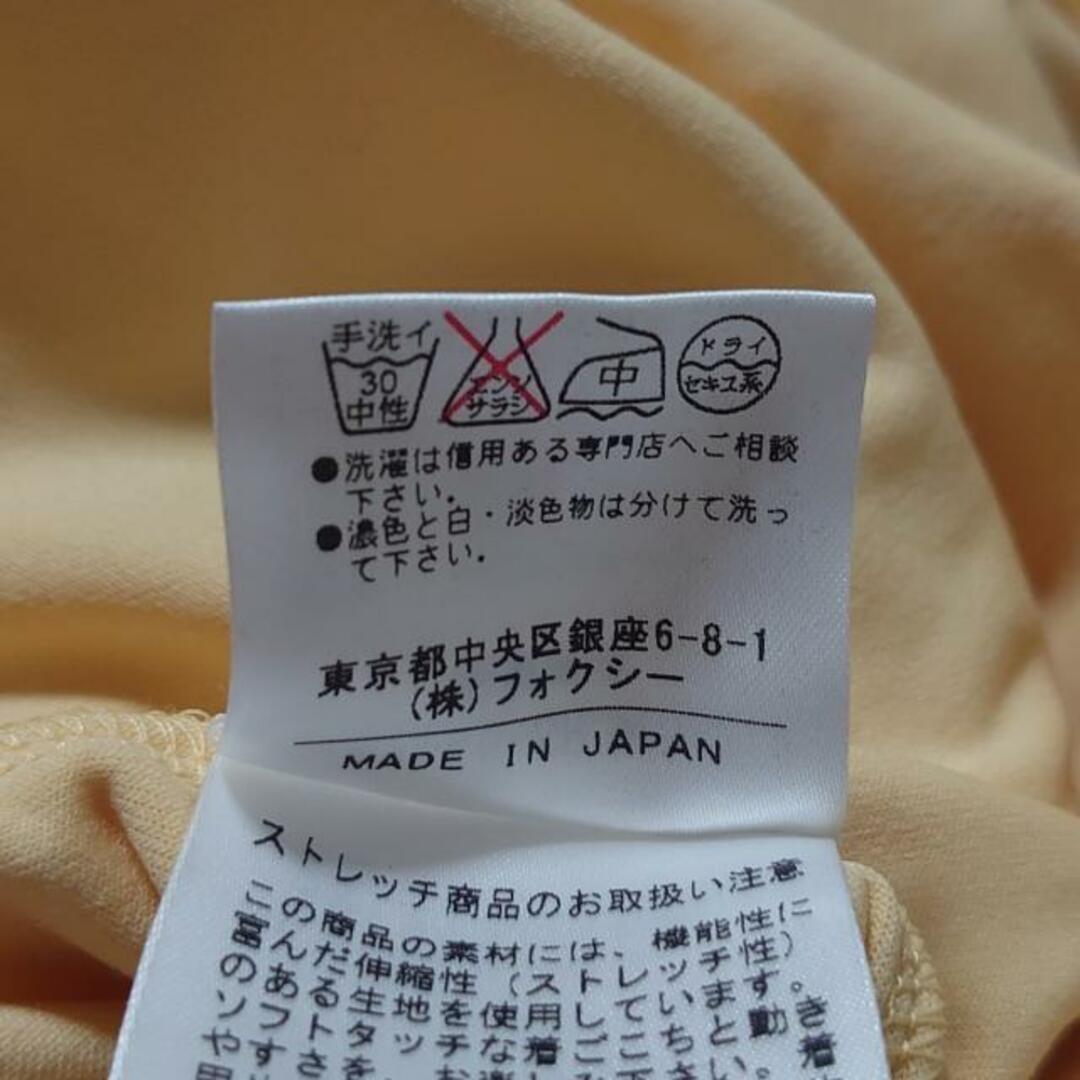 手洗イ
30
中性
エンソ
サラシ
中
ドライ
セキユ系
●洗濯は信用ある専門店へご相談
下さい.
●濃色と白・淡色物は分けて洗っ
て下さい.
東京都中央区銀座6-8-1
(株)フォクシー
MADE IN JAPAN
ストレッチ商品のお取扱い注意
この商品の素材には、機能性に
富んだ伸縮性(ストレッチ性)
のある生地を使用しています。
ソフトタッチな着こちと動き